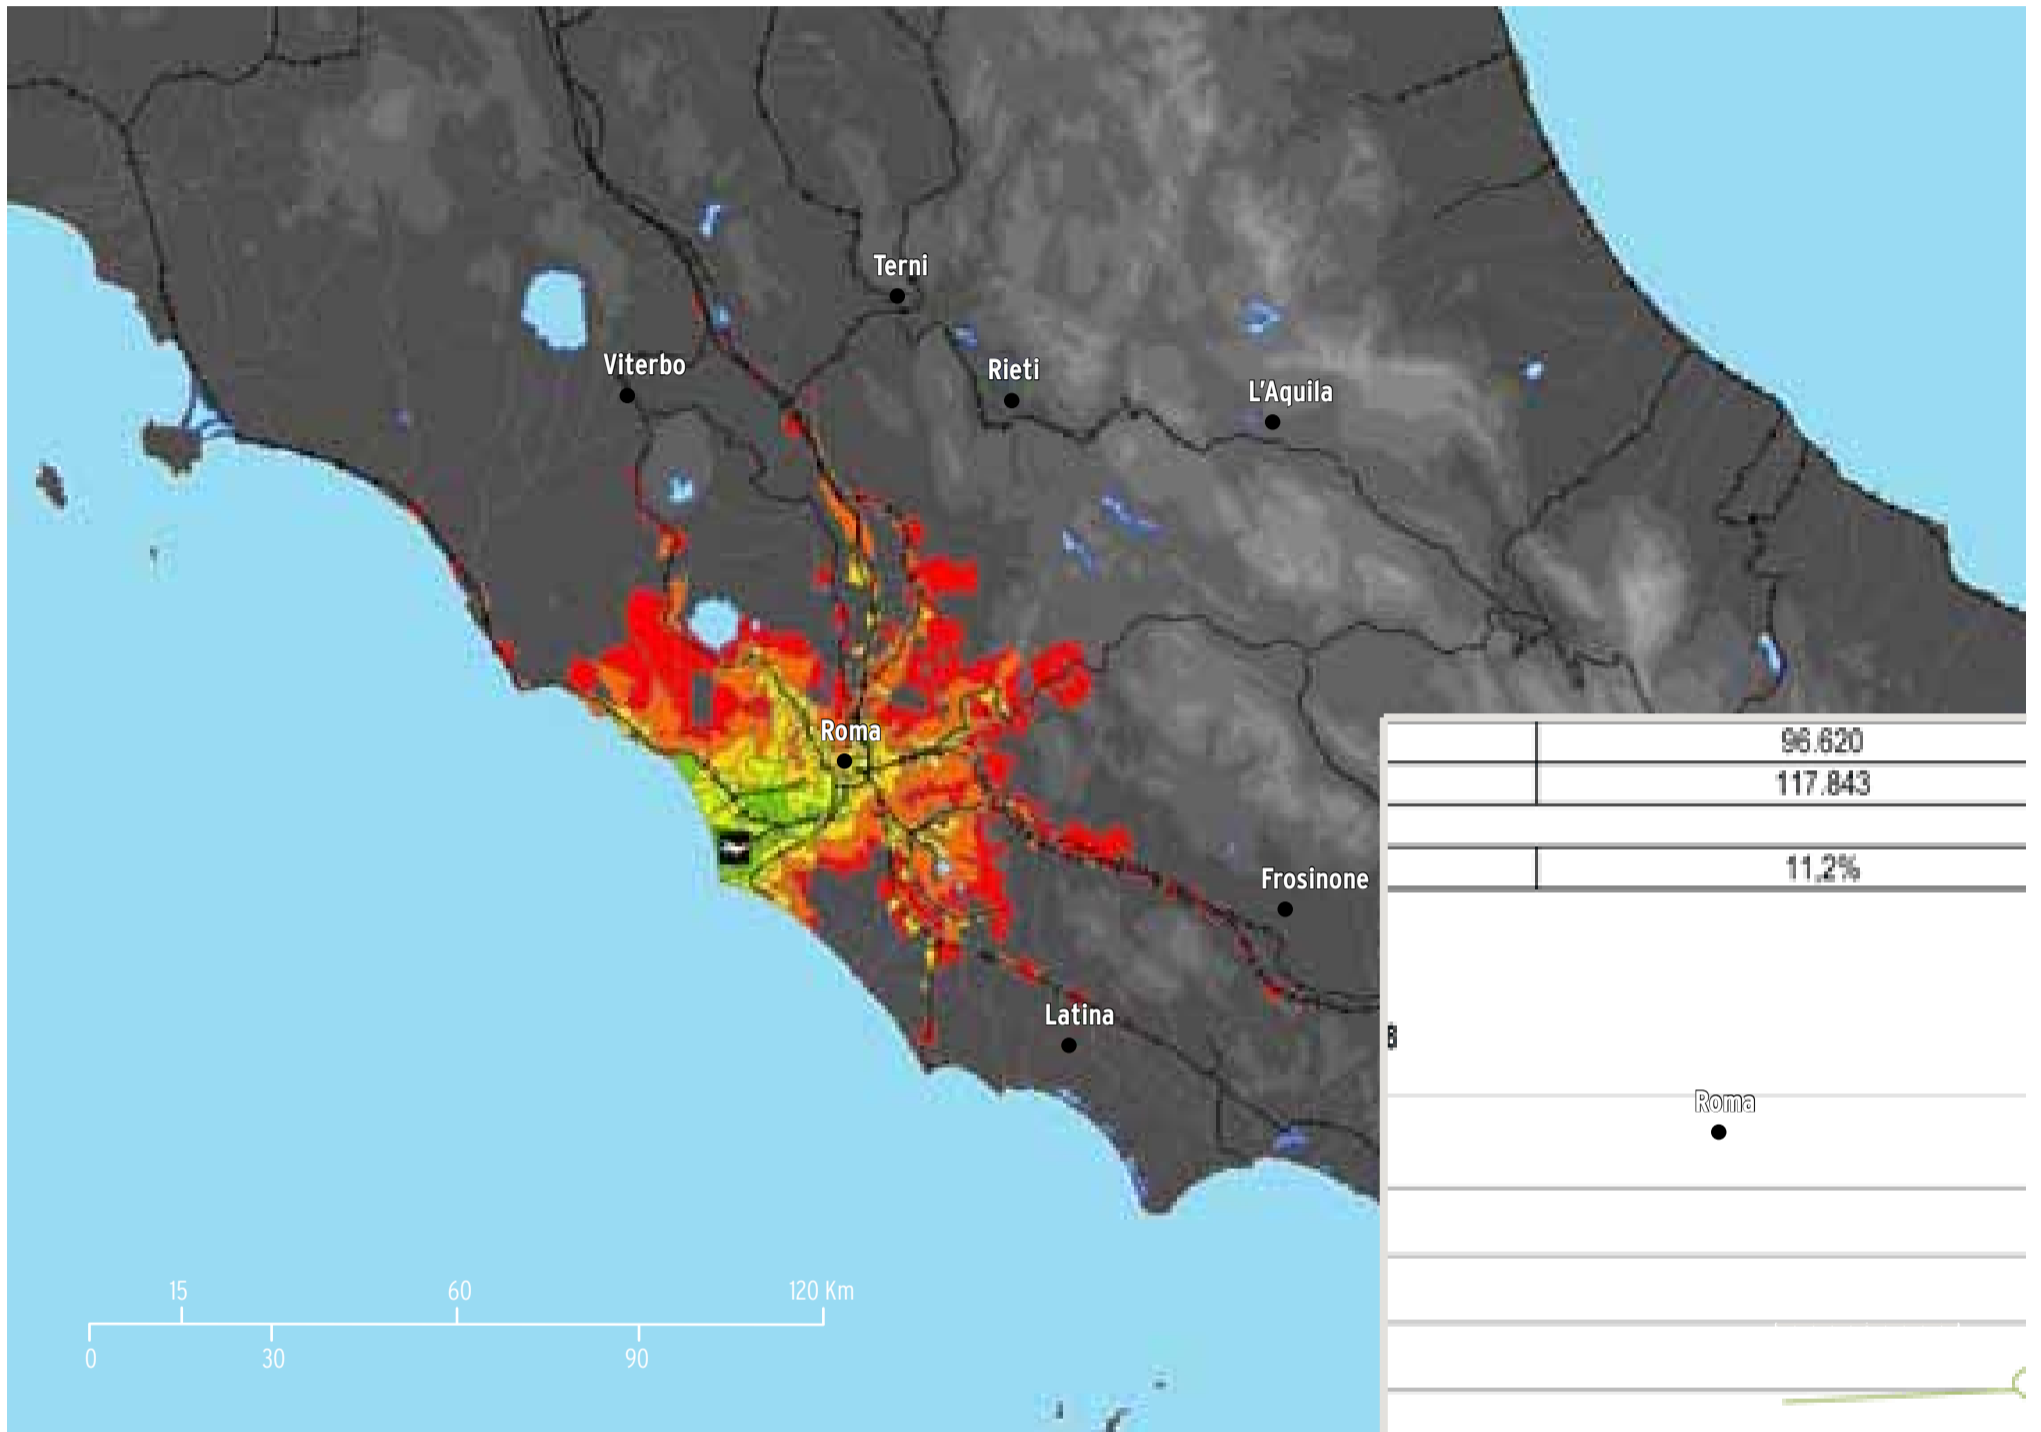 Terni
Viterbo
Rieti
L'Aquila
Roma
96.620
117.843
11,2%
Frosinone
Latina
Roma
15 60 120 Km
0 30 90